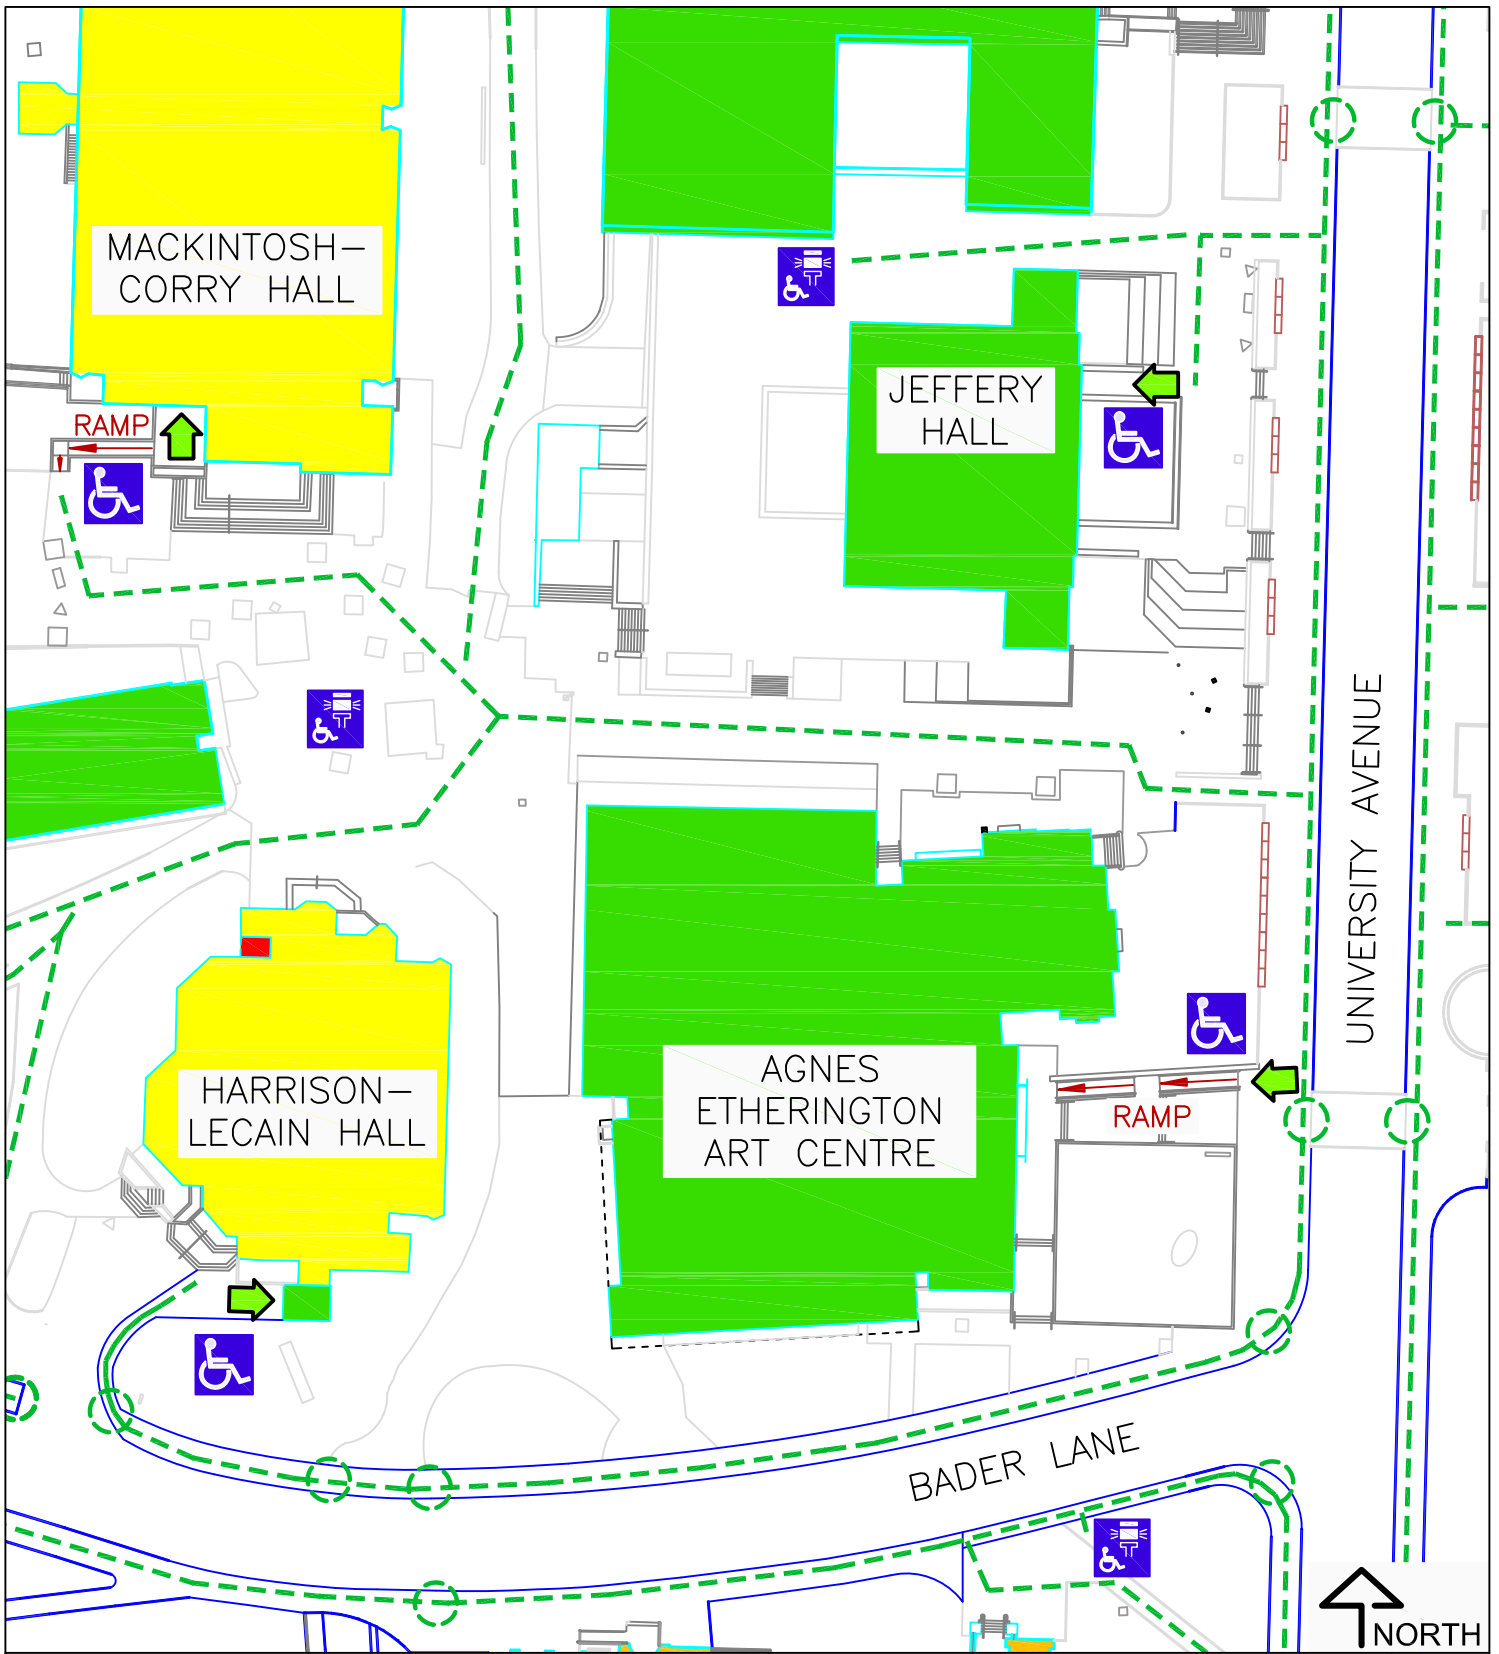 MACKINTOSH-
CORRY HALL
RAMP
JEFFERY
HALL
UNIVERSITY AVENUE
HARRISON-
LECAIN HALL
AGNES
ETHERINGTON
ART CENTRE
RAMP
BADER LANE
NORTH